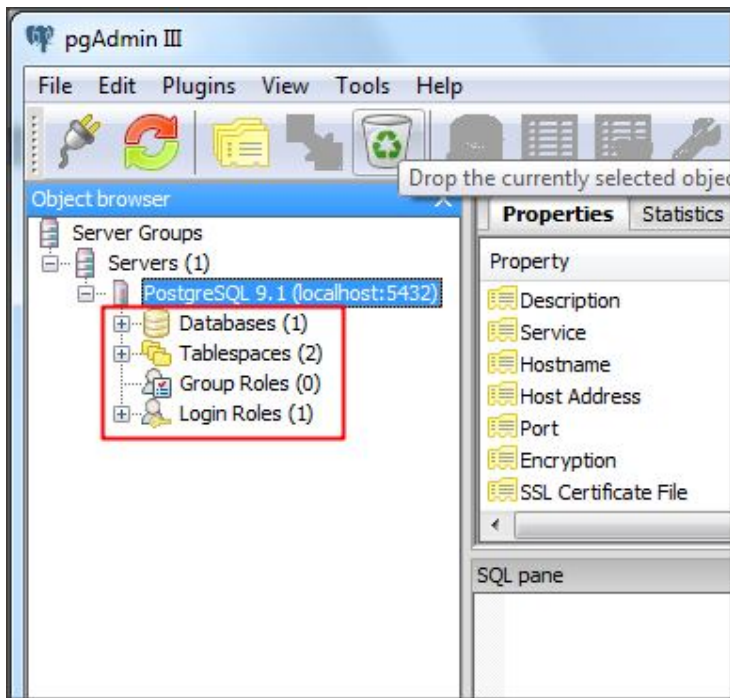 pgAdmin III
File Edit Plugins View Tools Help
Drop the currently selected objec
Object browser
Server Groups
Servers (1)
PostgreSQL 9.1 (localhost:5432)
Databases (1)
Tablespaces (2)
Group Roles (0)
Login Roles (1)
Properties Statistics
Property
Description
Service
Hostname
Host Address
Port
Encryption
SSL Certificate File
SQL pane